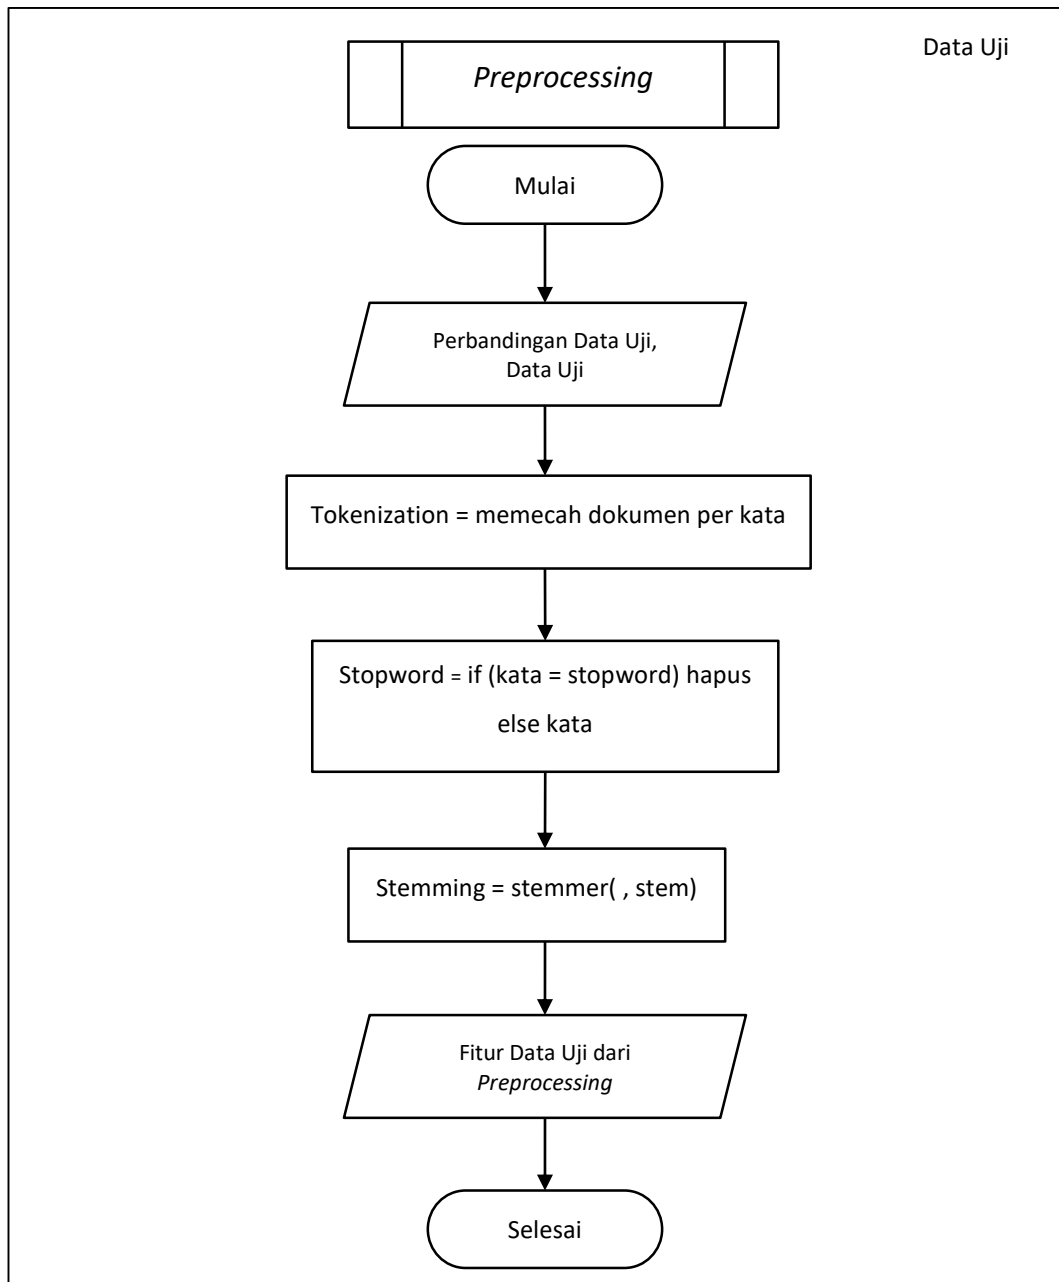 Data Uji
Preprocessing
Mulai
Perbandingan Data Uji,
Data Uji
Tokenization = memecah dokumen per kata
Stopword = if (kata = stopword) hapus
else kata
Stemming = stemmer( , stem)
Fitur Data Uji dari
Preprocessing
Selesai